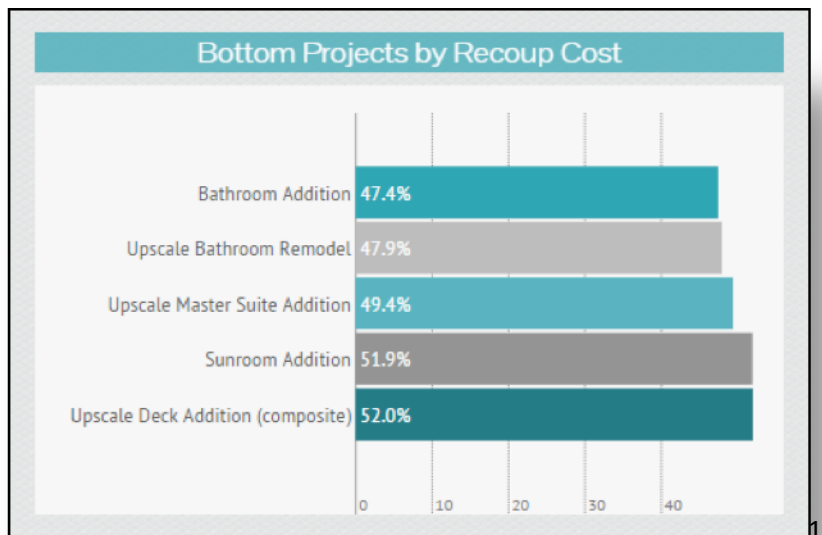 Bottom Projects by Recoup Cost
Bathroom Addition 47.4%
Upscale Bathroom Remodel 47.9%
Upscale Master Suite Addition 49.4%
Sunroom Addition 51.9%
Upscale Deck Addition (composite) 52.0%
0 10 20 30 40
1